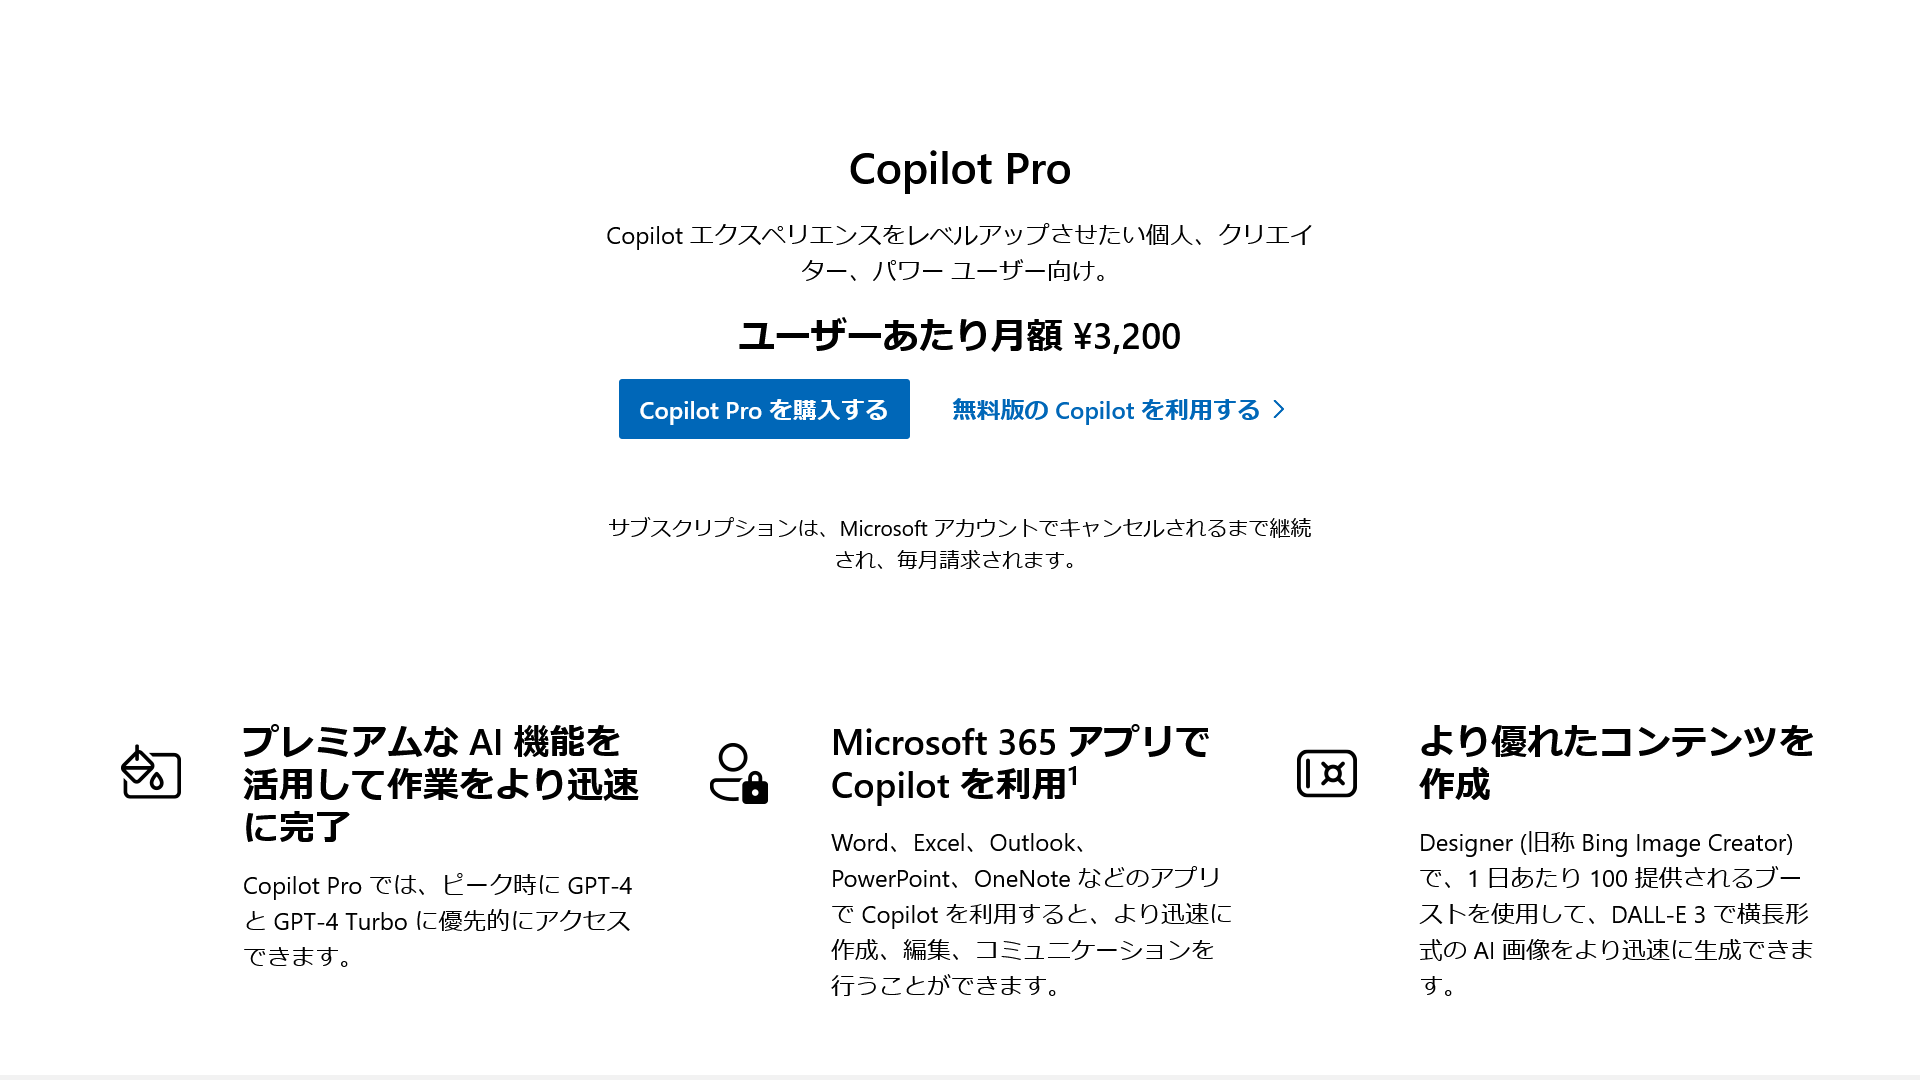 Copilot Pro
Copilot エクスペリエンスをレベルアップさせたい個人、クリエイ
ター、パワー ユーザー向け。
ユーザーあたり月額 ¥3,200
Copilot Pro を購入する
無料版の Copilot を利用する
サブスクリプションは、Microsoft アカウントでキャンセルされるまで継続
され、毎月請求されます。
プレミアムな AI 機能を
活用して作業をより迅速
に完了
Copilot Pro では、ピーク時に GPT-4
と GPT-4 Turbo に優先的にアクセス
できます。
Microsoft 365 アプリで
Copilot を利用1
Word、Excel、Outlook、
PowerPoint、OneNote などのアプリ
で Copilot を利用すると、より迅速に
作成、編集、コミュニケーションを
行うことができます。
より優れたコンテンツを
作成
Designer (旧称 Bing Image Creator)
で、1 日あたり 100 提供されるブー
ストを使用して、DALL-E 3 で横長形
式の AI 画像をより迅速に生成できま
す。